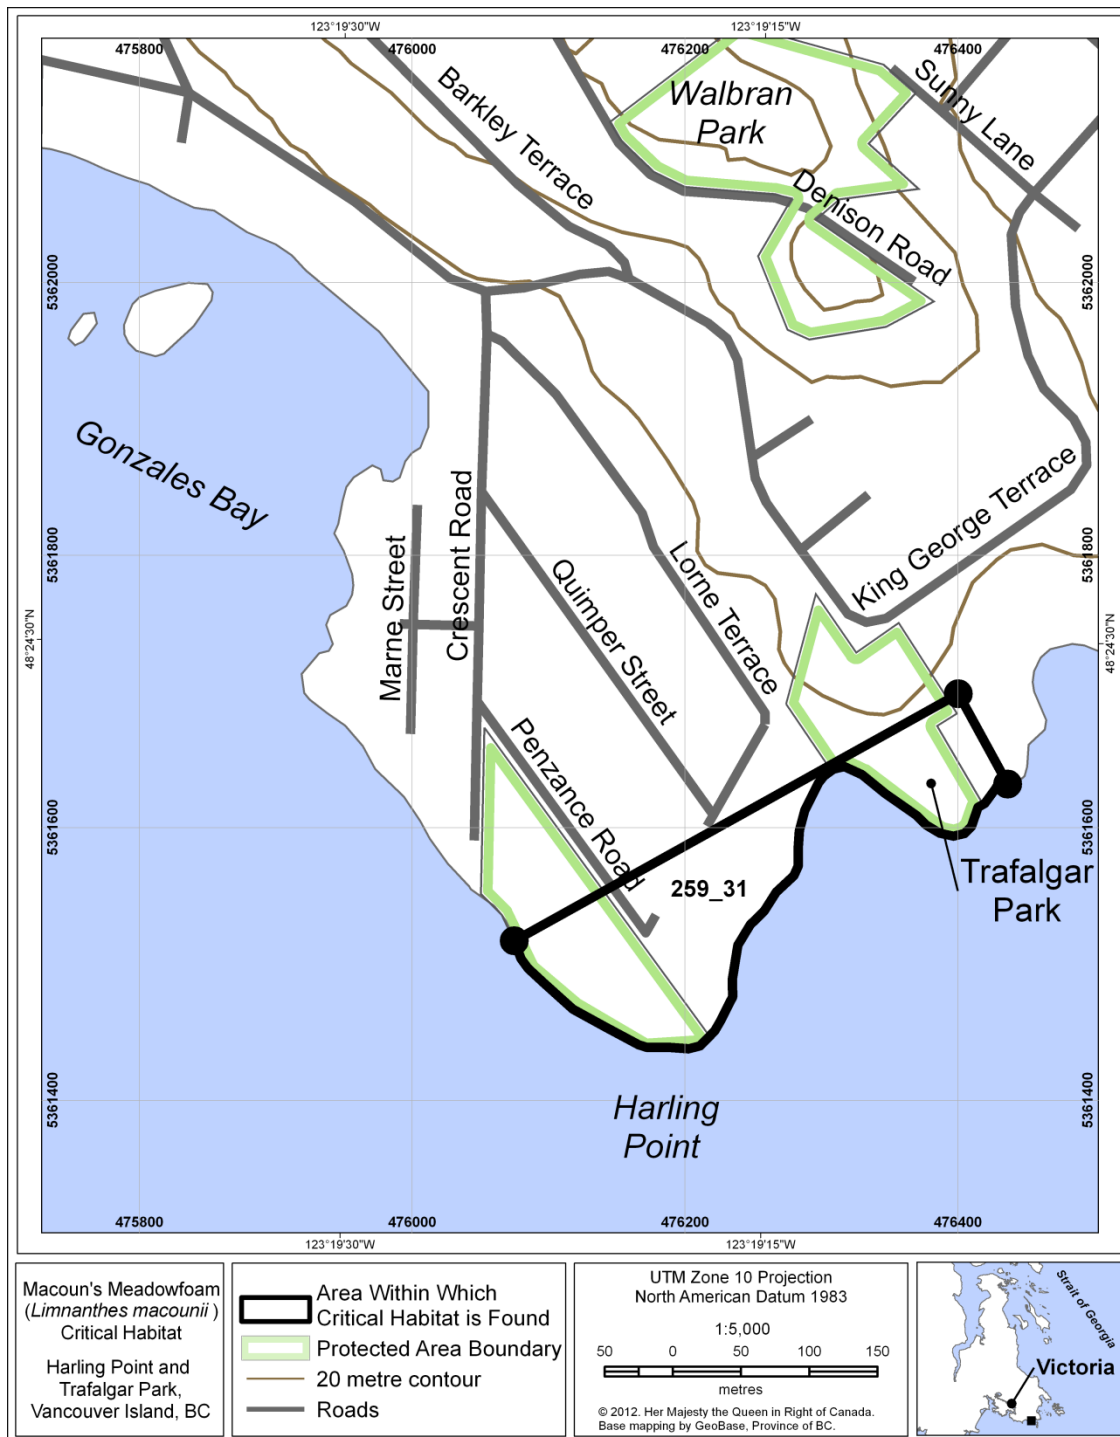 123°19'30"W
123°19'15"W
475800
476000
476200
476400
Walbran
Park
Sunny Lane
Barkley Terrace
Denison Road
5362000
5362000
Gonzales Bay
King George Terrace
Crescent Road
Marne Street
Quimper Street
Lorne Terrace
5361800
5361800
48°24'30"N
48°24'30"N
Penzance Road
5361600
5361600
259_31
Trafalgar
Park
Harling
Point
5361400
5361400
475800
476000
476200
476400
123°19'30"W
123°19'15"W
Macoun's Meadowfoam
(Limnanthes macounii)
Critical Habitat
Harling Point and
Trafalgar Park,
Vancouver Island, BC
Area Within Which
Critical Habitat is Found
Protected Area Boundary
20 metre contour
Roads
UTM Zone 10 Projection
North American Datum 1983
1:5,000
50 0 50 100 150
metres
© 2012. Her Majesty the Queen in Right of Canada.
Base mapping by GeoBase, Province of BC.
Strait of Georgia
Victoria